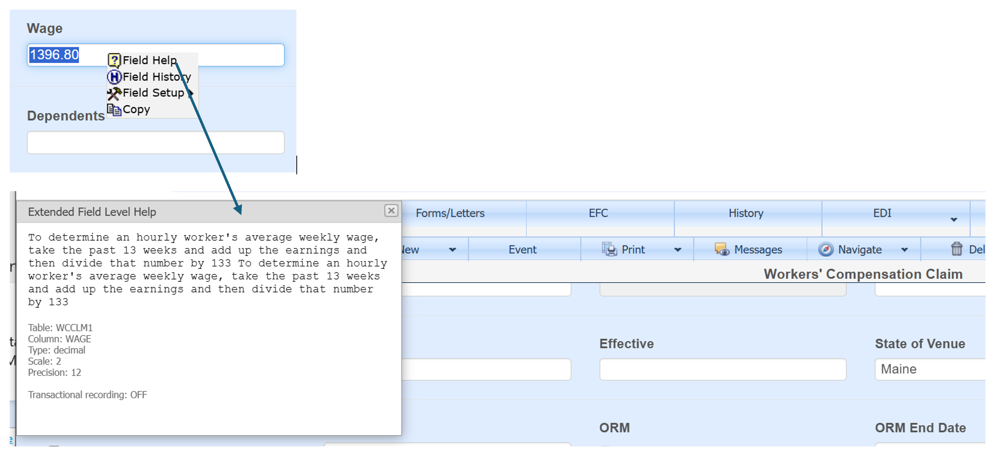 Wage
1396.80
Field Help
Field History
Field Setup
Copy
Dependents
Extended Field Level Help
To determine an hourly worker's average weekly wage,
take the past 13 weeks and add up the earnings and
then divide that number by 133 To determine an hourly
worker's average weekly wage, take the past 13 weeks
and add up the earnings and then divide that number
by 133
Table: WCCLM1
Column: WAGE
Type: decimal
Scale: 2
Precision: 12
Transactional recording: OFF
Forms/Letters EFC History EDI
New Event Print Messages Navigate Del
Workers' Compensation Claim
Effective State of Venue
Maine
ORM ORM End Date